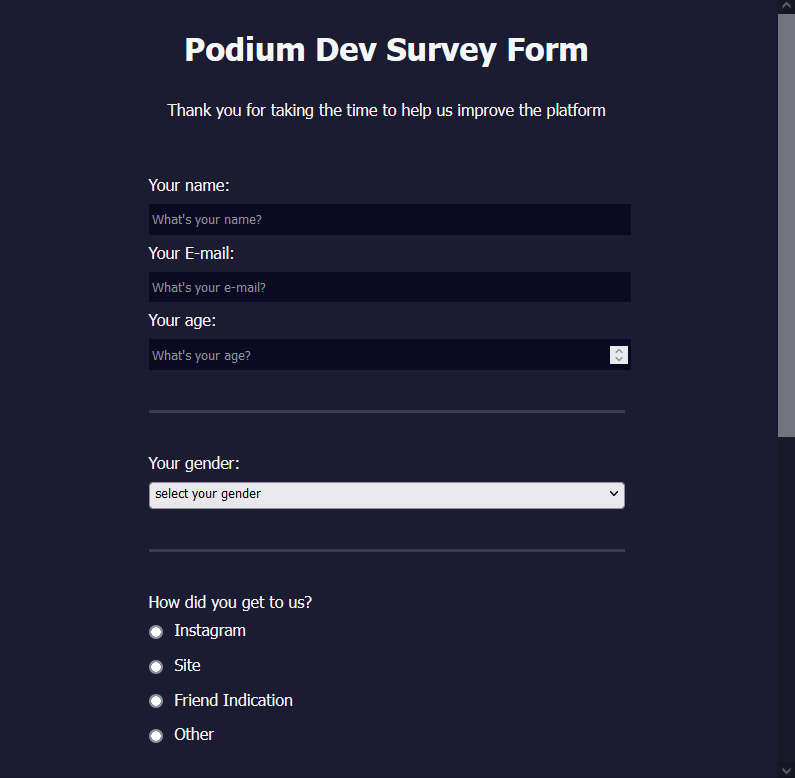 Podium Dev Survey Form
Thank you for taking the time to help us improve the platform
Your name:
What's your name?
Your E-mail:
What's your e-mail?
Your age:
What's your age?
Your gender:
select your gender
How did you get to us?
Instagram
Site
Friend Indication
Other